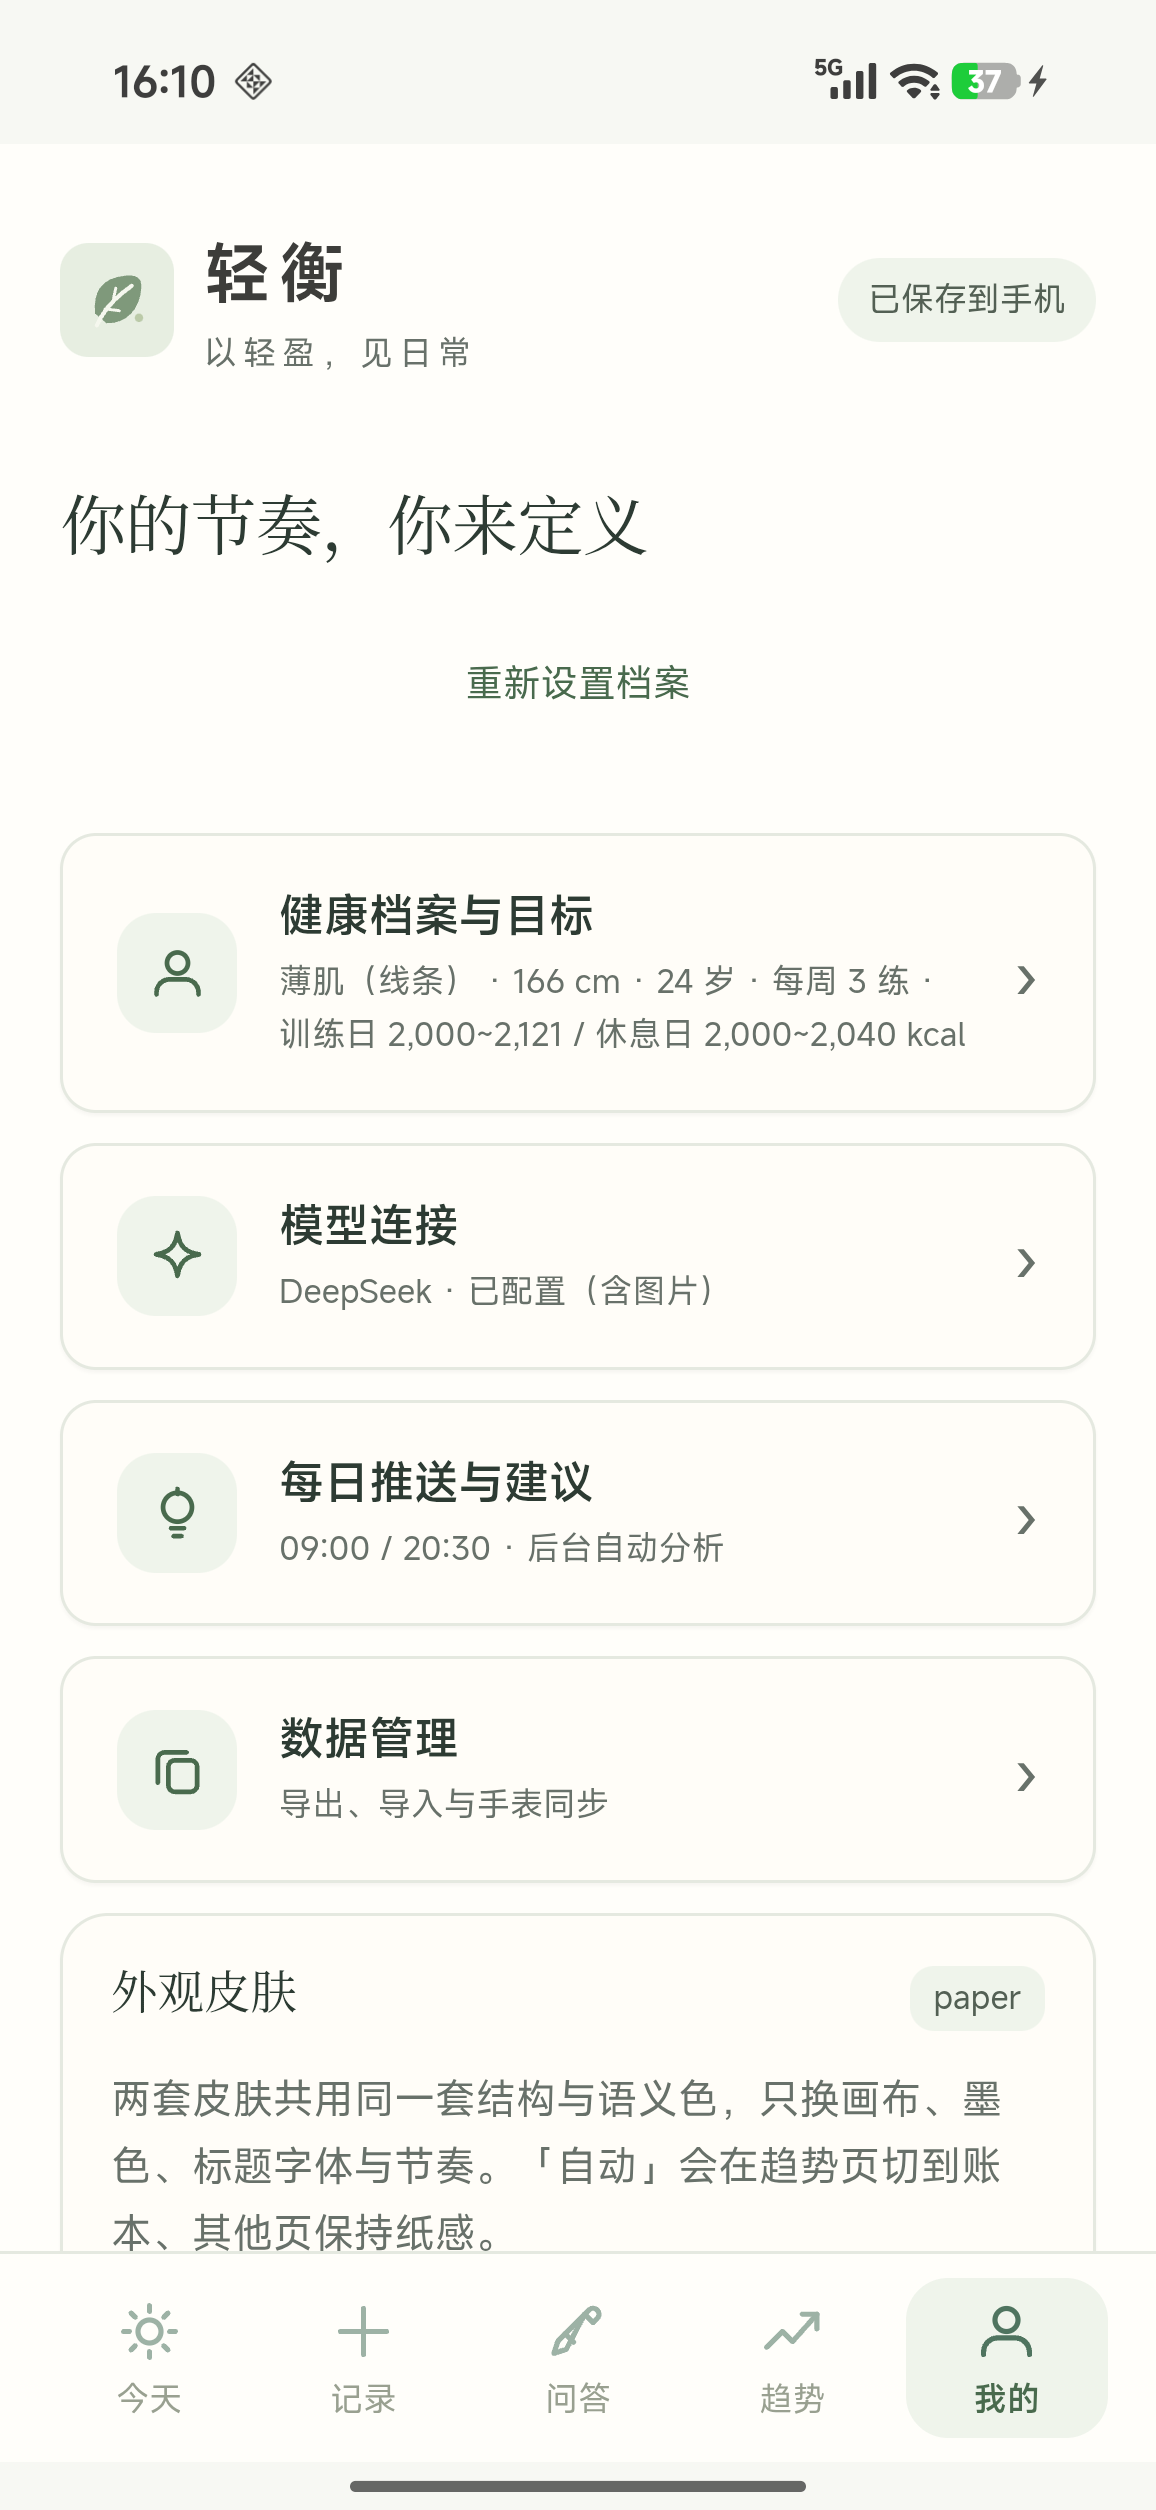 16:10
5G
37
轻衡
以轻盈，见日常
已保存到手机
你的节奏，你来定义
重新设置档案
健康档案与目标
薄肌（线条） · 166 cm · 24 岁 · 每周 3 练 ·
训练日 2,000~2,121 / 休息日 2,000~2,040 kcal
模型连接
DeepSeek · 已配置（含图片）
每日推送与建议
09:00 / 20:30 · 后台自动分析
数据管理
导出、导入与手表同步
外观皮肤
paper
两套皮肤共用同一套结构与语义色，只换画布、墨
色、标题字体与节奏。「自动」会在趋势页切到账
本、其他页保持纸感。
今天
记录
问答
趋势
我的